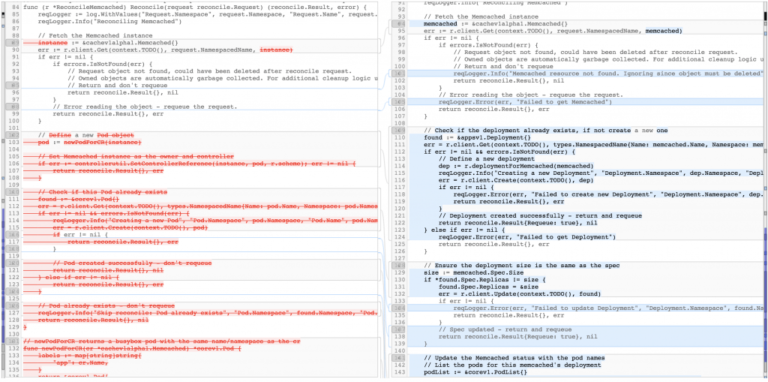 func (r *ReconcileMemcached) Reconcile(request reconcile.Request) (reconcile.Result, error) {
reqLogger := log.WithValues("Request.Namespace", request.Namespace, "Request.Name", request.
reqLogger.Info("Reconciling Memcached")
// Fetch the Memcached instance
instance := &cachev1alpha1.Memcached{}
err := r.client.Get(context.TODO(), request.NamespacedName, instance)
if err != nil {
if errors.IsNotFound(err) {
// Request object not found, could have been deleted after reconcile request.
// Owned objects are automatically garbage collected. For additional cleanup logic u
// Return and don't requeue
return reconcile.Result{}, nil
}
// Error reading the object - requeue the request.
return reconcile.Result{}, err
}
// Define a new Pod object
pod := newPodForCR(instance)
// Set Memcached instance as the owner and controller
if err := controllerutil.SetControllerReference(instance, pod, r.scheme); err != nil {
return reconcile.Result{}, err
}
// Check if this Pod already exists
found := &corev1.Pod{}
err = r.client.Get(context.TODO(), types.NamespacedName{Name: pod.Name, Namespace: pod.Names
if err != nil && errors.IsNotFound(err) {
reqLogger.Info("Creating a new Pod", "Pod.Namespace", pod.Namespace, "Pod.Name", pod.Nam
err = r.client.Create(context.TODO(), pod)
if err != nil {
return reconcile.Result{}, err
}
// Pod created successfully - don't requeue
return reconcile.Result{}, nil
} else if err != nil {
return reconcile.Result{}, err
}
// Pod already exists - don't requeue
reqLogger.Info("Skip reconcile: Pod already exists", "Pod.Namespace", found.Namespace, "Pod.
return reconcile.Result{}, nil
}
// newPodForCR returns a busybox pod with the same name/namespace as the cr
func newPodForCR(cr *cachev1alpha1.Memcached) *corev1.Pod {
labels := map[string]string{
"app": cr.Name,
}
reqLogger.Info("Reconciling Memcached")
// Fetch the Memcached instance
memcached := &cachev1alpha1.Memcached{}
err := r.client.Get(context.TODO(), request.NamespacedName, memcached)
if err != nil {
if errors.IsNotFound(err) {
// Request object not found, could have been deleted after reconcile request.
// Owned objects are automatically garbage collected. For additional cleanup logic u
// Return and don't requeue
reqLogger.Info("Memcached resource not found. Ignoring since object must be deleted"
return reconcile.Result{}, nil
}
// Error reading the object - requeue the request.
reqLogger.Error(err, "Failed to get Memcached")
return reconcile.Result{}, err
}
// Check if the deployment already exists, if not create a new one
found := &appsv1.Deployment{}
err = r.client.Get(context.TODO(), types.NamespacedName{Name: memcached.Name, Namespace: mem
if err != nil && errors.IsNotFound(err) {
// Define a new deployment
dep := r.deploymentForMemcached(memcached)
reqLogger.Info("Creating a new Deployment", "Deployment.Namespace", dep.Namespace, "Depl
err = r.client.Create(context.TODO(), dep)
if err != nil {
reqLogger.Error(err, "Failed to create new Deployment", "Deployment.Namespace", dep.
return reconcile.Result{}, err
}
// Deployment created successfully - return and requeue
return reconcile.Result{Requeue: true}, nil
} else if err != nil {
reqLogger.Error(err, "Failed to get Deployment")
return reconcile.Result{}, err
}
// Ensure the deployment size is the same as the spec
size := memcached.Spec.Size
if *found.Spec.Replicas != size {
found.Spec.Replicas = &size
err = r.client.Update(context.TODO(), found)
if err != nil {
reqLogger.Error(err, "Failed to update Deployment", "Deployment.Namespace", found.Na
return reconcile.Result{}, err
}
// Spec updated - return and requeue
return reconcile.Result{Requeue: true}, nil
}
// Update the Memcached status with the pod names
// List the pods for this memcached's deployment
podList := &corev1.PodList{}